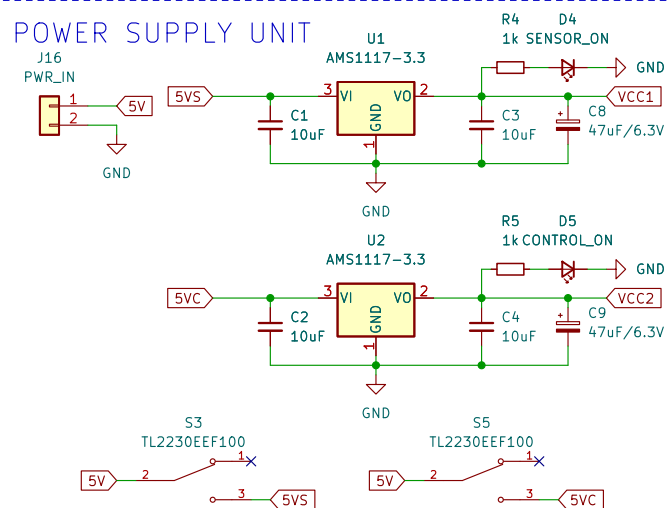 POWER SUPPLY UNIT
J16
PWR_IN
1
5V
2
GND
U1
AMS1117-3.3
R4 D4
1k SENSOR_ON
GND
5VS
3 VI VO 2
GND
1
VCC1
C1
10uF
C3
10uF
+
C8
47uF/6.3V
GND
U2
AMS1117-3.3
R5 D5
1k CONTROL_ON
GND
5VC
3 VI VO 2
GND
1
VCC2
C2
10uF
C4
10uF
+
C9
47uF/6.3V
GND
S3
TL2230EEF100
1
5V
2
3
5VS
S5
TL2230EEF100
1
5V
2
3
5VC